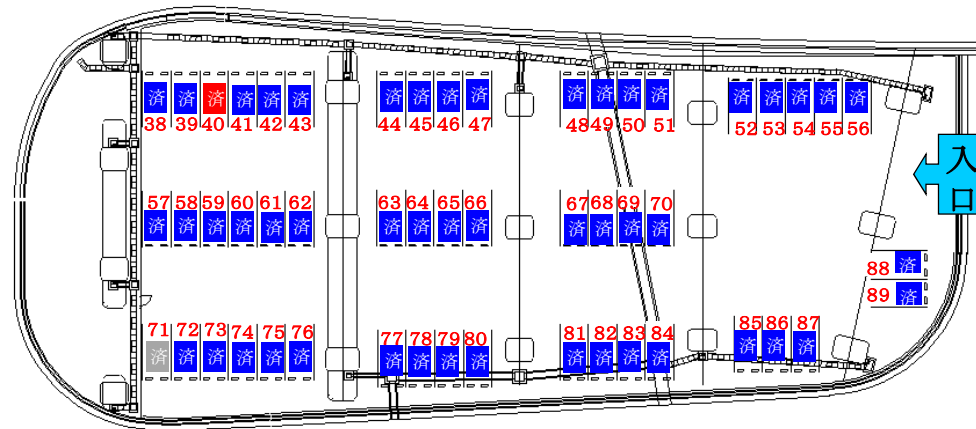 済 済 済 済 済 済 済 済 済 済 済 済 済 済 済 済 済 済 済
38 39 40 41 42 43 44 45 46 47 48 49 50 51 52 53 54 55 56
入
口
57 58 59 60 61 62 63 64 65 66 67 68 69 70
済 済 済 済 済 済 済 済 済 済 済 済 済 済
88 済
89 済
71 72 73 74 75 76 77 78 79 80 81 82 83 84 85 86 87
済 済 済 済 済 済 済 済 済 済 済 済 済 済 済 済 済